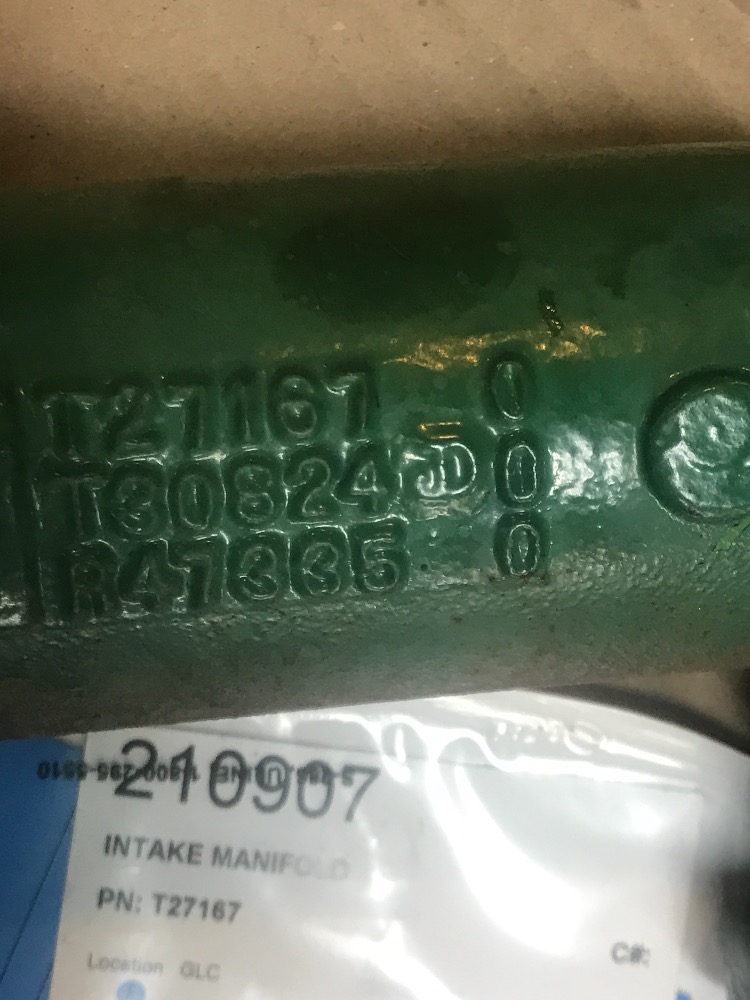 T27167 0
T30824 JD 0
R47335 0
210907
INTAKE MANIFOLD
PN: T27167
C#:
Location GLC